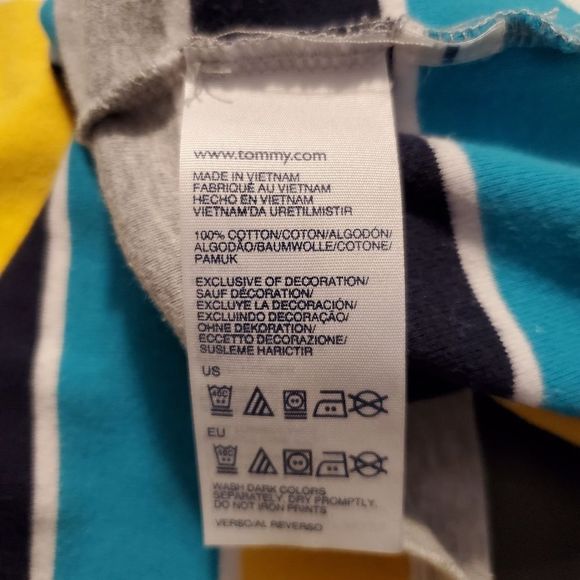 www.tommy.com
MADE IN VIETNAM
FABRIQUÉ AU VIETNAM
HECHO EN VIETNAM
VIETNAM'DA URETILMISTIR
100% COTTON/COTON/ALGODÓN/
ALGODÃO/BAUMWOLLE/COTONE/
PAMUK
EXCLUSIVE OF DECORATION/
SAUF DÉCORATION/
EXCLUYE LA DECORACIÓN/
EXCLUINDO DECORAÇÃO/
OHNE DEKORATION/
ECCETTO DECORAZIONE/
SUSLEME HARICTIR
US
40C
EU
40C
WASH DARK COLORS
SEPARATELY. DRY PROMPTLY.
DO NOT IRON PRINTS
VERSO/AL REVERSO